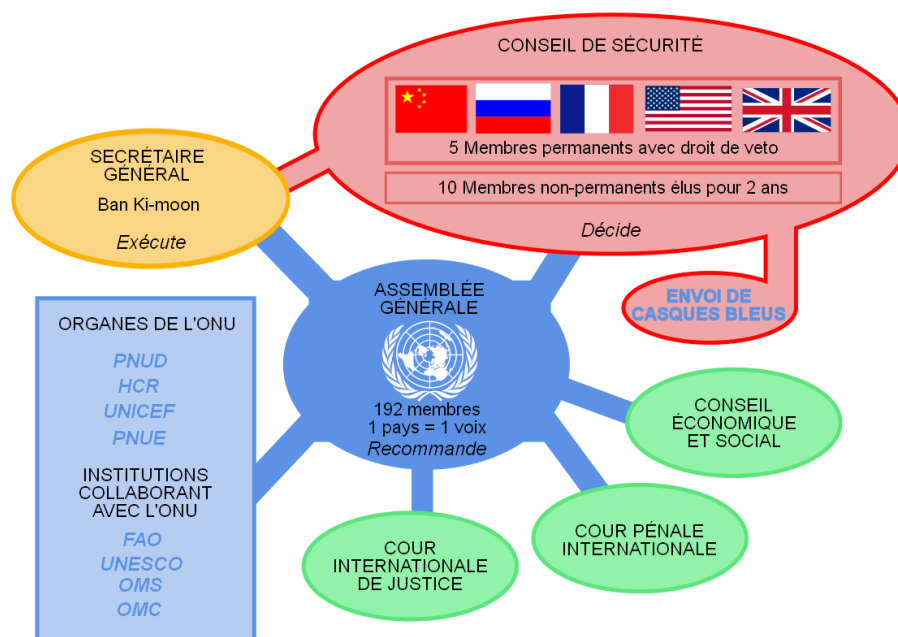 CONSEIL DE SÉCURITÉ
5 Membres permanents avec droit de veto
10 Membres non-permanents élus pour 2 ans
Décide
ENVOI DE
CASQUES BLEUS
SECRÉTAIRE
GÉNÉRAL
Ban Ki-moon
Exécute
ASSEMBLÉE
GÉNÉRALE
192 membres
1 pays = 1 voix
Recommande
ORGANES DE L'ONU
PNUD
HCR
UNICEF
PNUE
INSTITUTIONS
COLLABORANT
AVEC L'ONU
FAO
UNESCO
OMS
OMC
CONSEIL
ÉCONOMIQUE
ET SOCIAL
COUR PÉNALE
INTERNATIONALE
COUR
INTERNATIONALE
DE JUSTICE